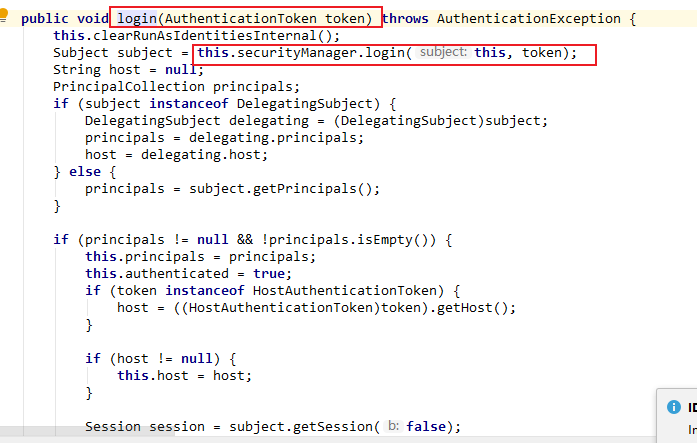 public void login(AuthenticationToken token) throws AuthenticationException {
this.clearRunAsIdentitiesInternal();
Subject subject = this.securityManager.login( subject: this, token);
String host = null;
PrincipalCollection principals;
if (subject instanceof DelegatingSubject) {
DelegatingSubject delegating = (DelegatingSubject)subject;
principals = delegating.principals;
host = delegating.host;
} else {
principals = subject.getPrincipals();
}
if (principals != null && !principals.isEmpty()) {
this.principals = principals;
this.authenticated = true;
if (token instanceof HostAuthenticationToken) {
host = ((HostAuthenticationToken)token).getHost();
}
if (host != null) {
this.host = host;
}
Session session = subject.getSession( b: false);